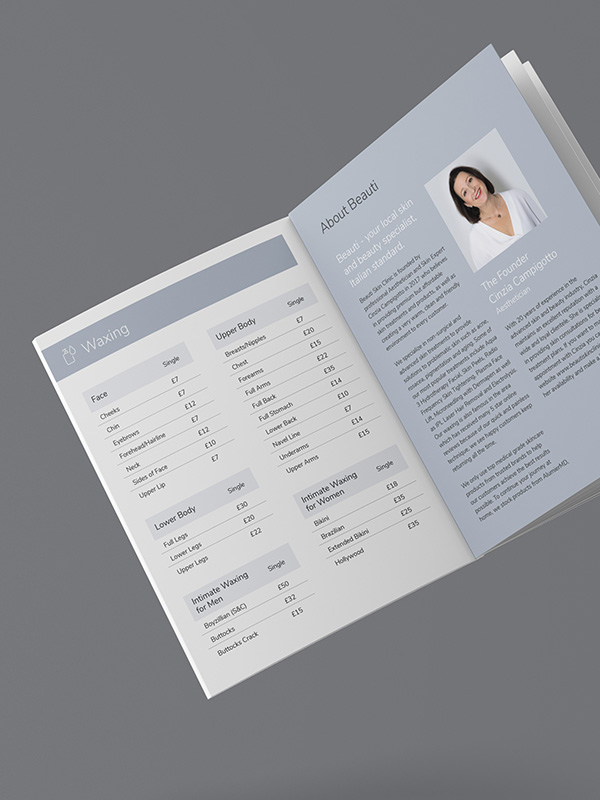 Waxing
Face Single
Cheeks £7
Chin £7
Eyebrows £12
Forehead/Hairline £7
Neck £12
Sides of Face £10
Upper Lip £7
Lower Body Single
Full Legs £30
Lower Legs £20
Upper Legs £22
Intimate Waxing
for Men Single
Boyzillian (S&C) £50
Buttocks £32
Buttocks Crack £15
Upper Body Single
Breasts/Nipples £7
Chest £20
Forearms £15
Full Arms £22
Full Back £35
Full Stomach £14
Lower Back £10
Navel Line £7
Underarms £14
Upper Arms £15
Intimate Waxing
for Women Single
Bikini £18
Brazilian £35
Extended Bikini £25
Hollywood £35
About Beauti
Beauti - your local skin
and beauty specialist,
Italian standard.
Beauti Skin Clinic is founded by
professional Aesthetician and Skin Expert
Cinzia Campigotto in 2017 who believes
in providing premium but affordable
skin treatments and products, as well as
creating a very warm, clean and friendly
environment to every customer.
We specialize in non-surgical and
advanced skin treatments to provide
solutions to problematic skin as acne,
rosacea, pigmentation and aging. Some of
our most popular treatments include Aqua
3 Hydration Facial, Skin Peels, Radio
Frequency Skin Tightening, Plasma Face
Lift, Microneedling with Dermapen as well
as IPL Laser Hair Removal and Electrolysis.
Our waxing is also famous in the area
which has received many 5 star online
reviews because of our quick and painless
technique, so we happy customers keep
returning all the time.
We only use top medical grade skincare
products from trusted brands to help
our customers achieve the best results
possible. To continue your journey at
home, we stock products from AlumierMD,
The Founder
Cinzia Campigotto
Aesthetician
With 20 years of experience in the
advanced skin and beauty industry, Cinzia
maintains an excellent reputation with a
wide and loyal clientele. She is specialised
in providing skin consultations for bespoke
treatment plans. If you wish to make an
appointment with Cinzia you can
website www.beautiskin
her availability and make a